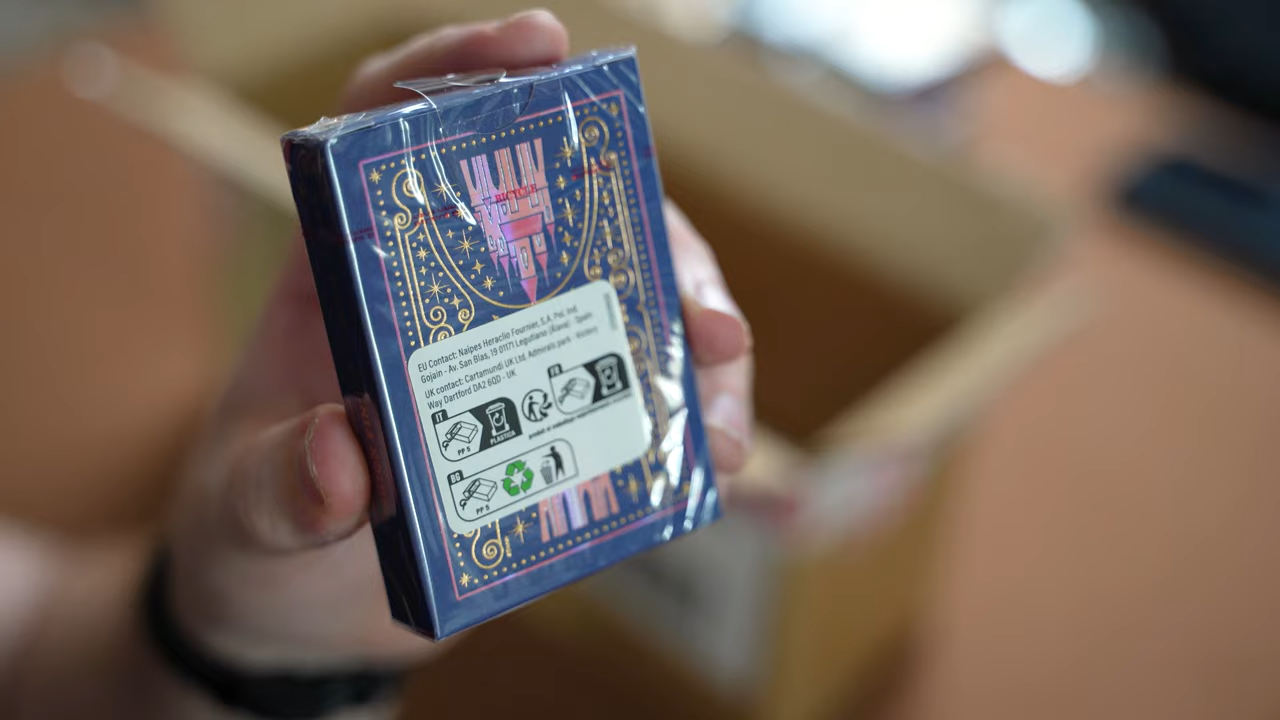 BICYCLE
EU Contact: Naipes Heraclio Fournier, S.A. Pol. Ind.
Gojain - Av. San Blas, 19 01171 Legutiano (Álava) - Spain.
UK contact: Cartamundi UK Ltd. Admirals park - Victory
Way Dartford DA2 6QD - UK.
IT
PP 5
PLASTICA
FR
BG
PP 5